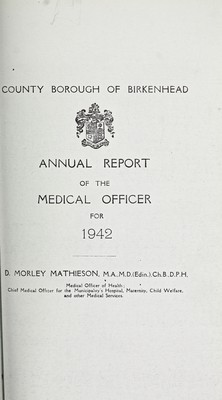 COUNTY BOROUGH OF BIRKENHEAD
ANNUAL REPORT
OF THE
MEDICAL OFFICER
FOR
1942
D. MORLEY MATHIESON, M.A., M.D.(Edin.), Ch.B., D.P.H.
Medical Officer of Health;
Chief Medical Officer for the Municipality's Hospital, Maternity, Child Welfare,
and other Medical Services.